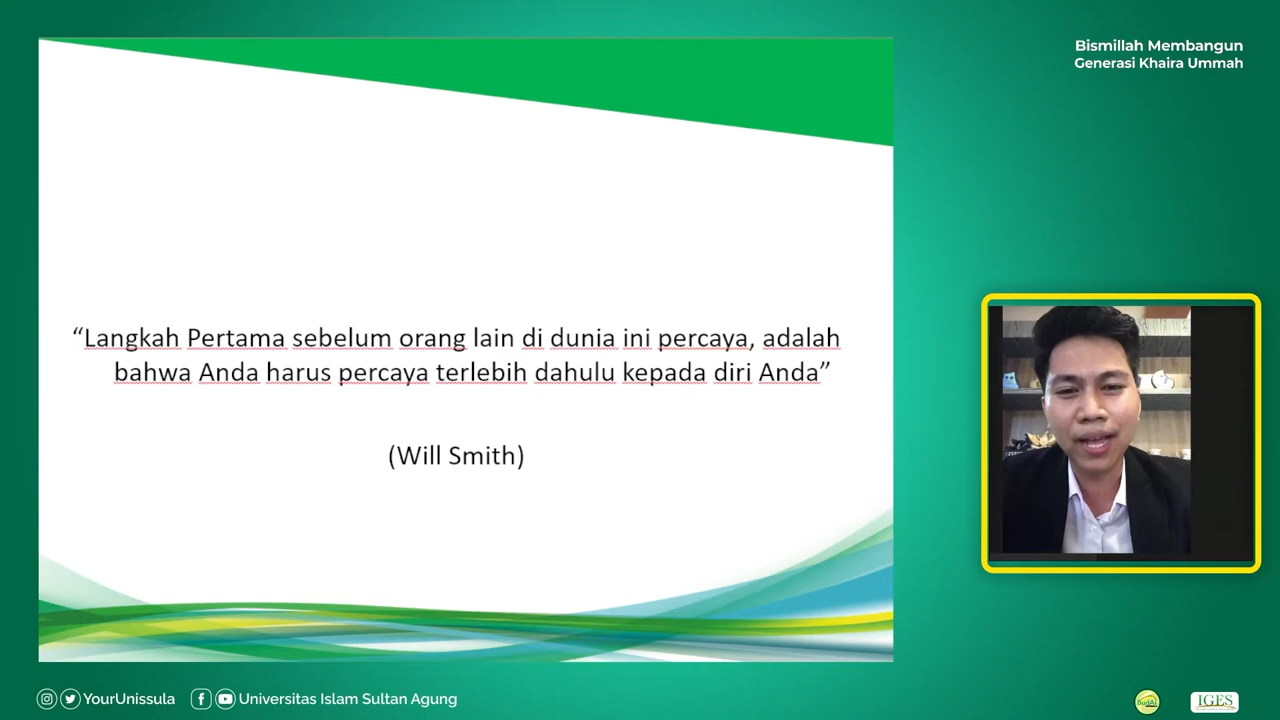 Bismillah Membangun
Generasi Khaira Ummah
“Langkah Pertama sebelum orang lain di dunia ini percaya, adalah
bahwa Anda harus percaya terlebih dahulu kepada diri Anda”
(Will Smith)
YourUnissula
Universitas Islam Sultan Agung
BudAi
IGES